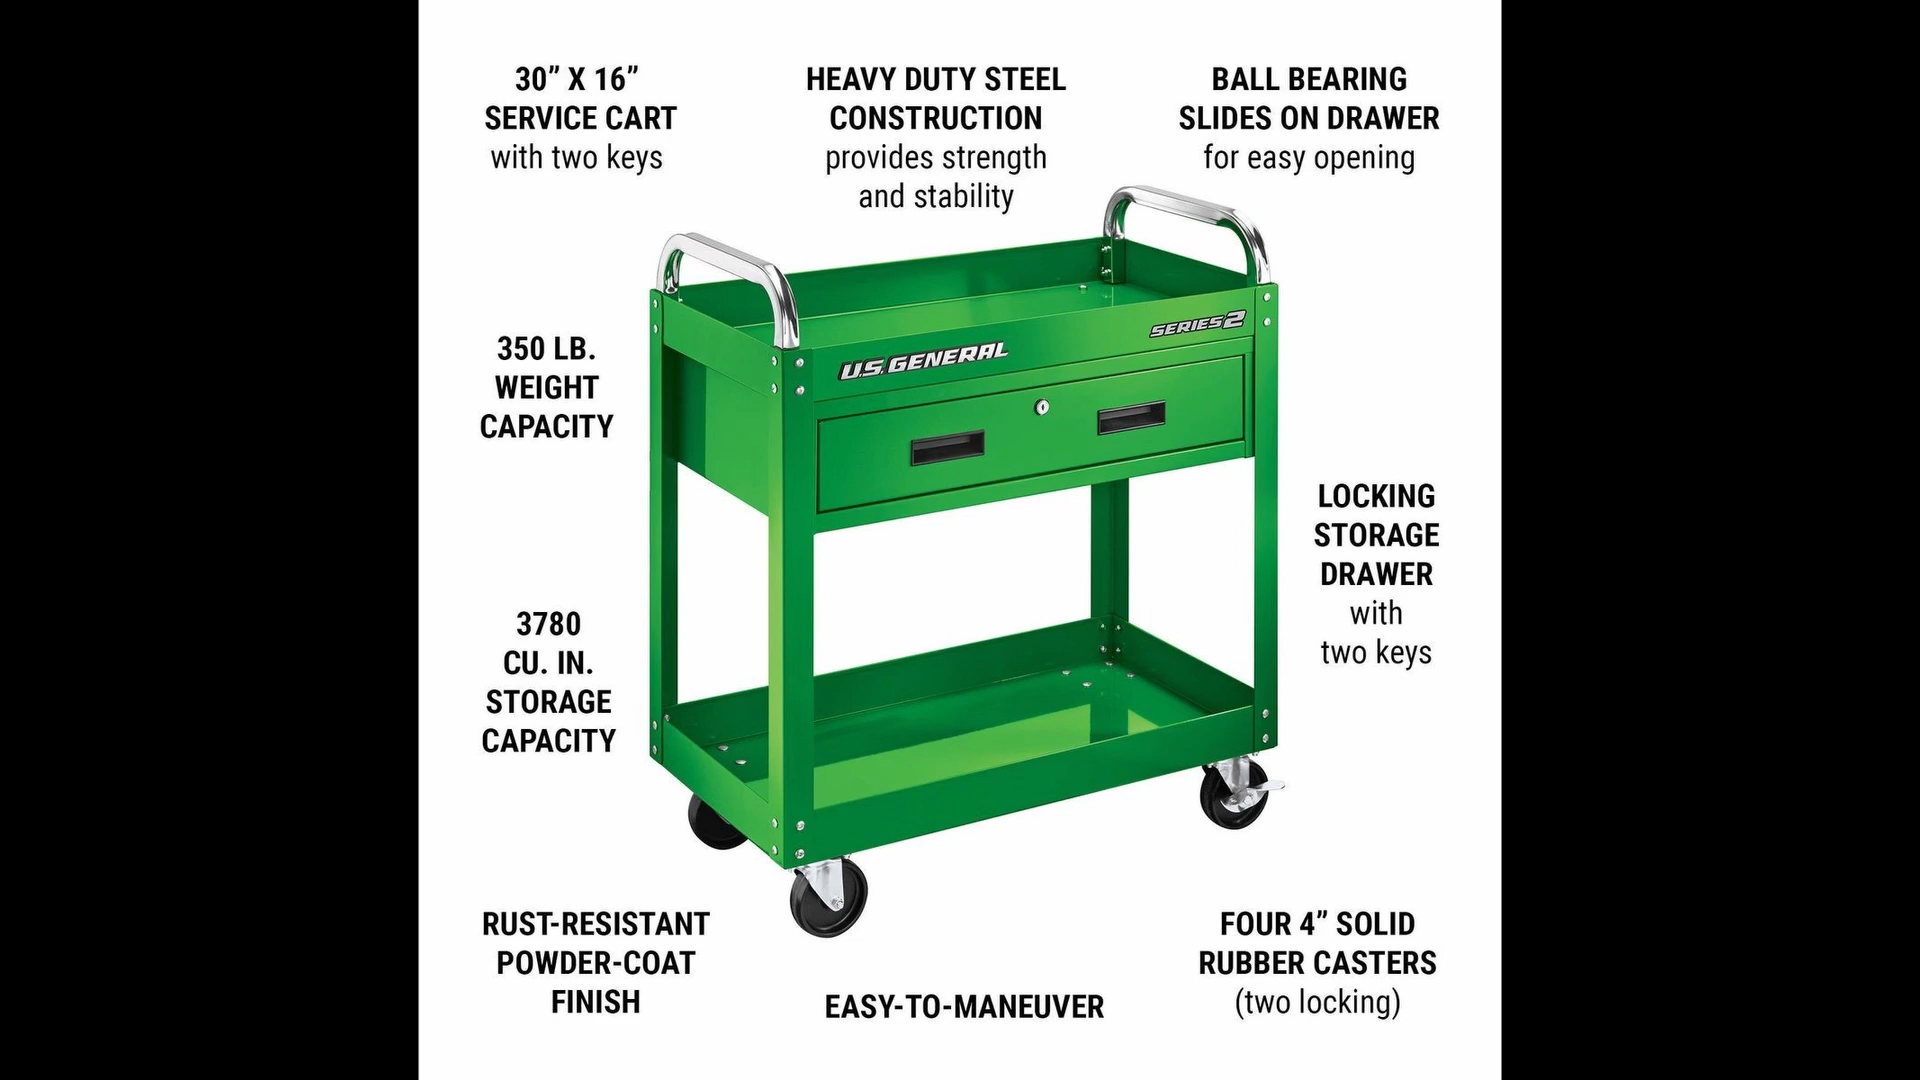 30” X 16”
SERVICE CART
with two keys
HEAVY DUTY STEEL
CONSTRUCTION
provides strength
and stability
BALL BEARING
SLIDES ON DRAWER
for easy opening
350 LB.
WEIGHT
CAPACITY
U.S. GENERAL
SERIES 2
LOCKING
STORAGE
DRAWER
with
two keys
3780
CU. IN.
STORAGE
CAPACITY
RUST-RESISTANT
POWDER-COAT
FINISH
EASY-TO-MANEUVER
FOUR 4” SOLID
RUBBER CASTERS
(two locking)